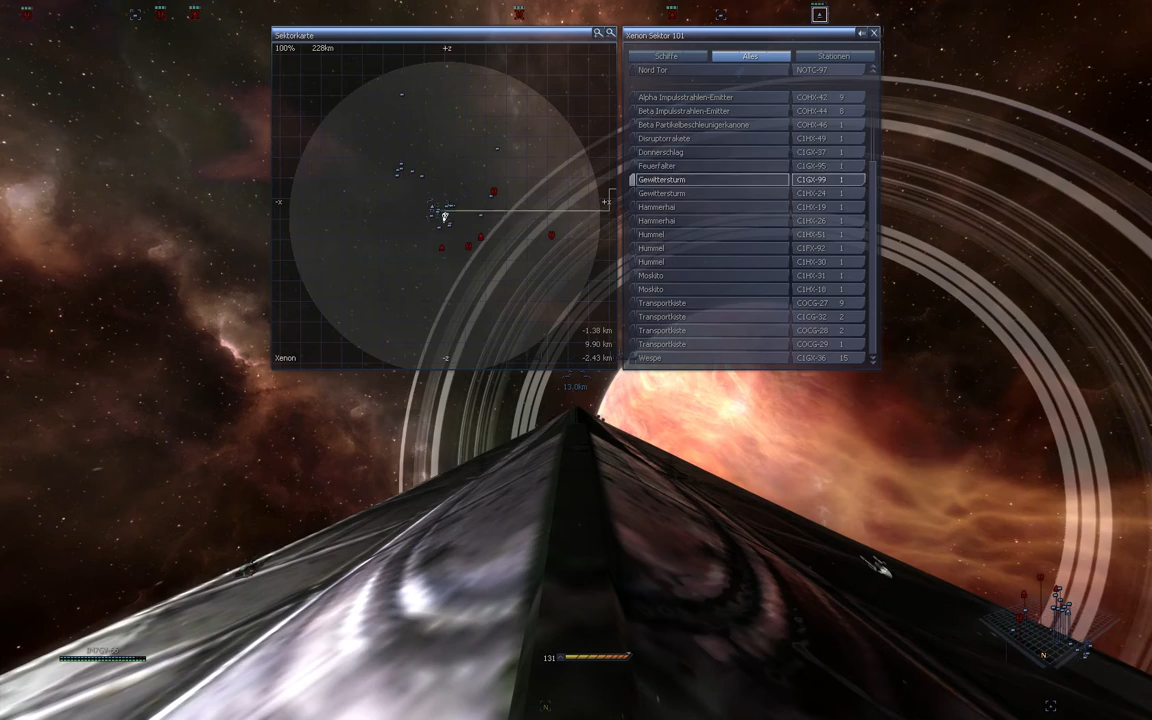 Sektorkarte
100% 228km +z
-x
+x
-1.38 km
9.90 km
-2.43 km
Xenon -z
Xenon Sektor 101
Schiffe Alles Stationen
Nord Tor NOTC-97
Alpha Impulsstrahlen-Emitter COHX-42 9
Beta Impulsstrahlen-Emitter COHX-44 8
Beta Partikelbeschleunigerkanone COHX-46 1
Disruptorrakete C1HX-49 1
Donnerschlag C1GX-37 1
Feuerfalter C1GX-95 1
Gewittersturm C1GX-99 1
Gewittersturm C1HX-24 1
Hammerhai C1HX-19 1
Hammerhai C1HX-26 1
Hummel C1HX-51 1
Hummel C1FX-92 1
Hummel C1HX-30 1
Moskito C1HX-31 1
Moskito C1HX-18 1
Transportkiste COCG-27 9
Transportkiste C1CG-32 2
Transportkiste COCG-28 2
Transportkiste COCG-29 1
Wespe C1GX-36 15
13.0km
131
N
N